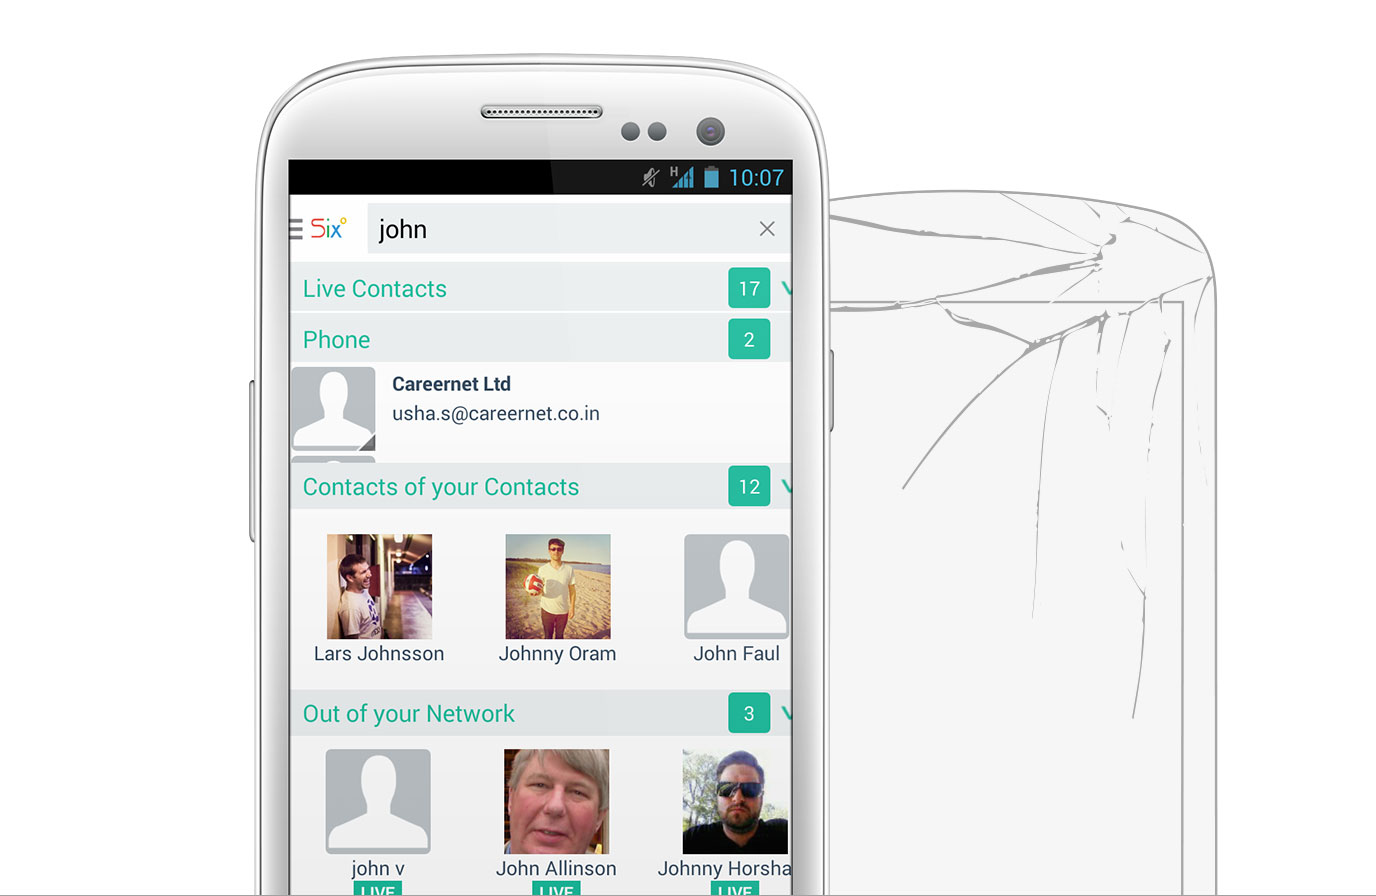 H 10:07
Six° john
Live Contacts 17
Phone 2
Careernet Ltd
usha.s@careernet.co.in
Contacts of your Contacts 12
Lars Johnsson Johnny Oram John Faul
Out of your Network 3
john v John Allinson Johnny Horsha
LIVE LIVE LIVE